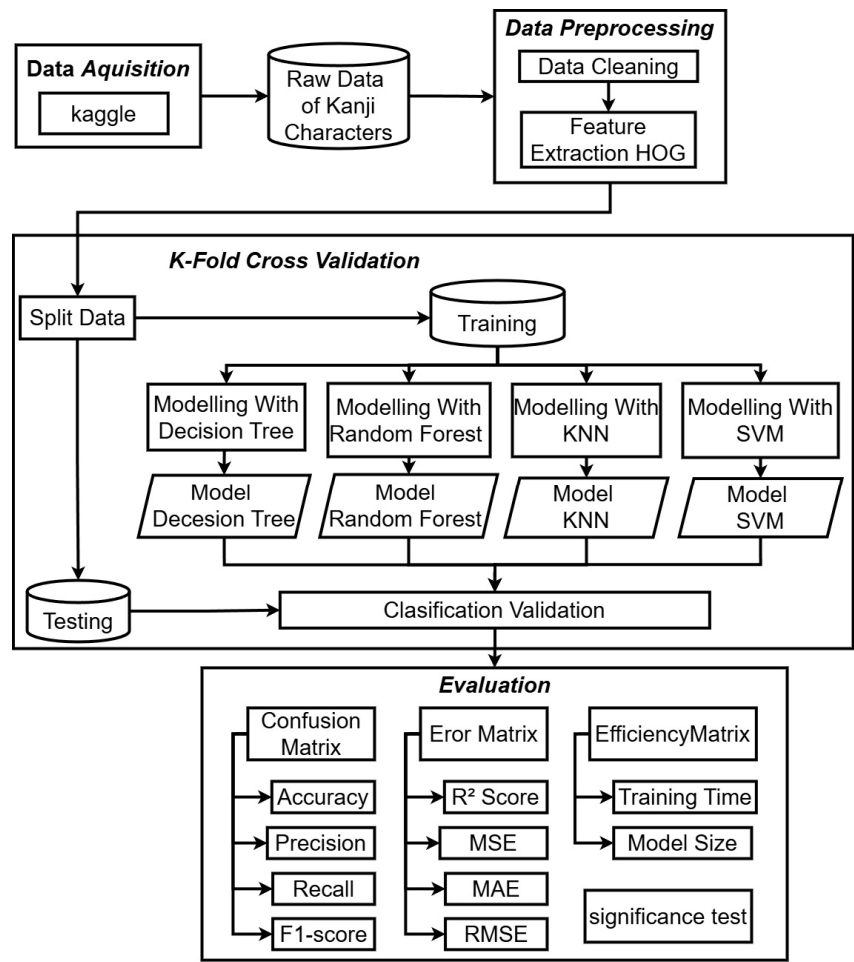 Data Aquisition
kaggle
Raw Data
of Kanji
Characters
Data Preprocessing
Data Cleaning
Feature
Extraction HOG
K-Fold Cross Validation
Split Data
Training
Modelling With
Decision Tree
Modelling With
Random Forest
Modelling With
KNN
Modelling With
SVM
Model
Decesion Tree
Model
Random Forest
Model
KNN
Model
SVM
Testing
Clasification Validation
Evaluation
Confusion
Matrix
Accuracy
Precision
Recall
F1-score
Eror Matrix
R² Score
MSE
MAE
RMSE
EfficiencyMatrix
Training Time
Model Size
significance test